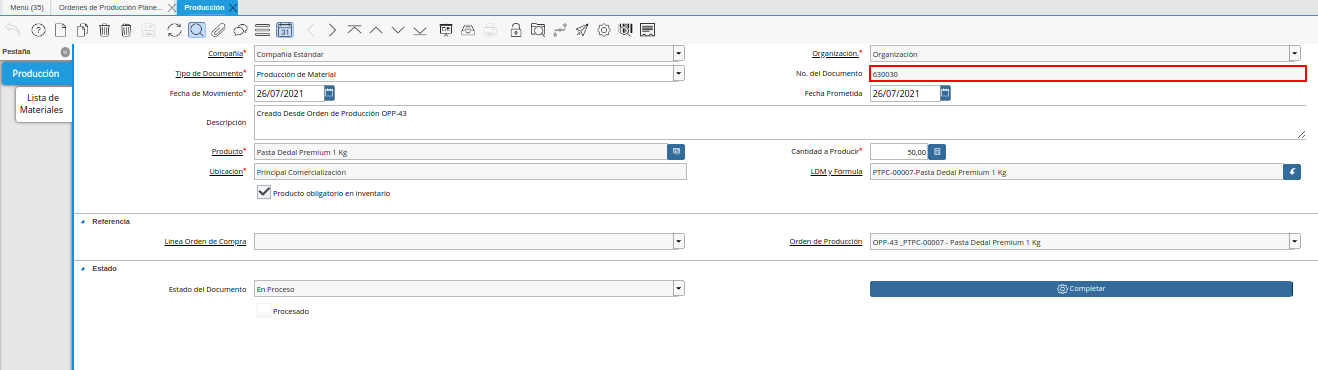 Menú (35) Ordenes de Producción Plane... Producción
31
Pestaña
Producción
Lista de
Materiales
Compañía* Compañía Estándar Organización.* Organización
Tipo de Documento* Producción de Material No. del Documento 630030
Fecha de Movimiento* 26/07/2021 Fecha Prometida 26/07/2021
Descripción Creado Desde Orden de Producción OPP-43
Producto* Pasta Dedal Premium 1 Kg Cantidad a Producir* 50,00
Ubicación* Principal Comercialización LDM y Fórmula PTPC-00007-Pasta Dedal Premium 1 Kg
Producto obligatorio en inventario
Referencia
Línea Orden de Compra Orden de Producción OPP-43 _PTPC-00007 - Pasta Dedal Premium 1 Kg
Estado
Estado del Documento En Proceso Completar
Procesado